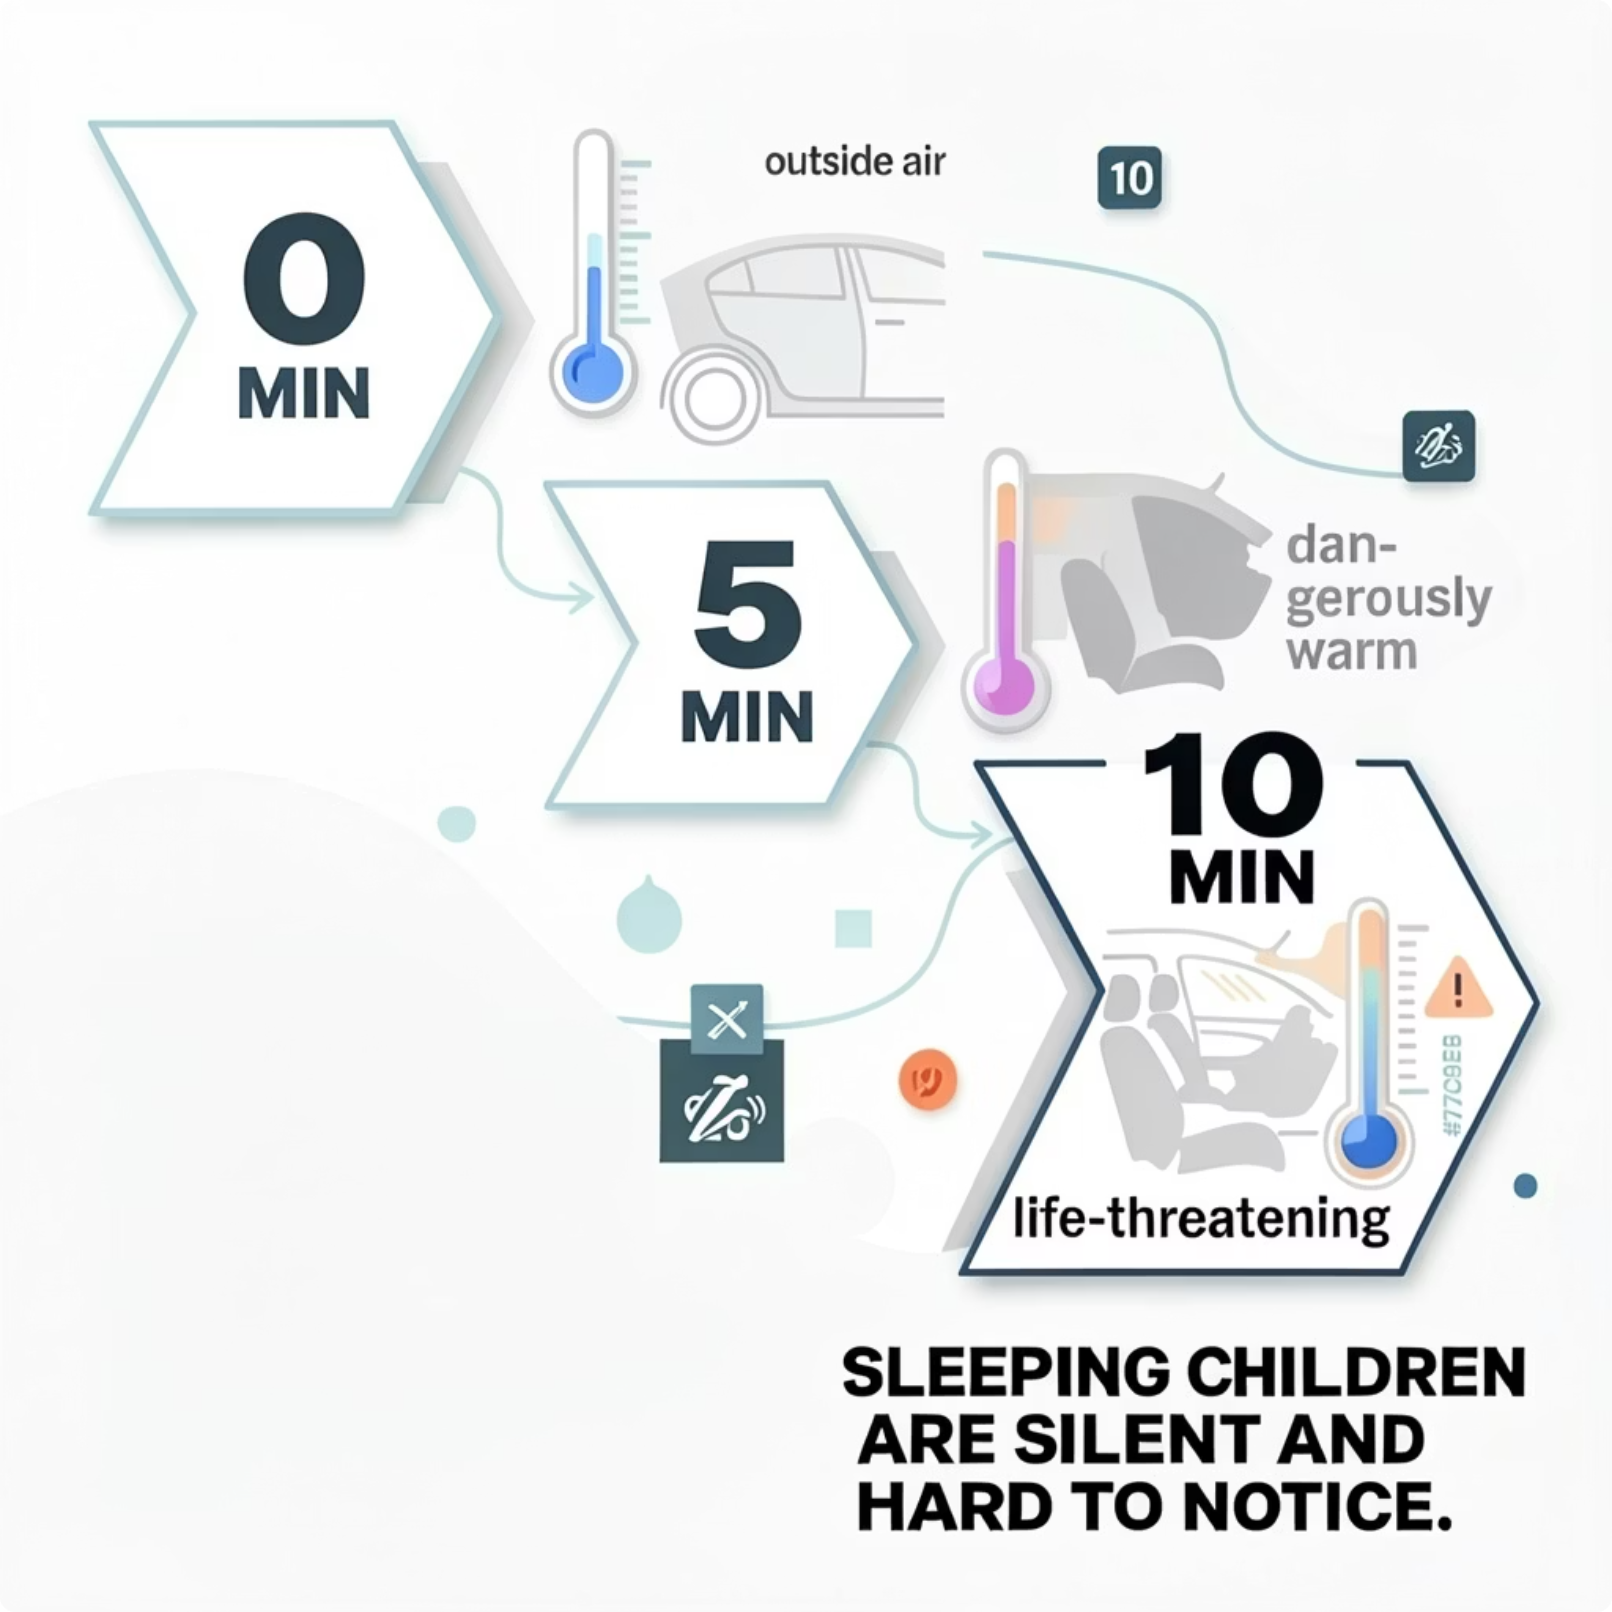 0
MIN
outside air
10
5
MIN
dan-
gerously
warm
10
MIN
#77C9EB
life-threatening
SLEEPING CHILDREN
ARE SILENT AND
HARD TO NOTICE.